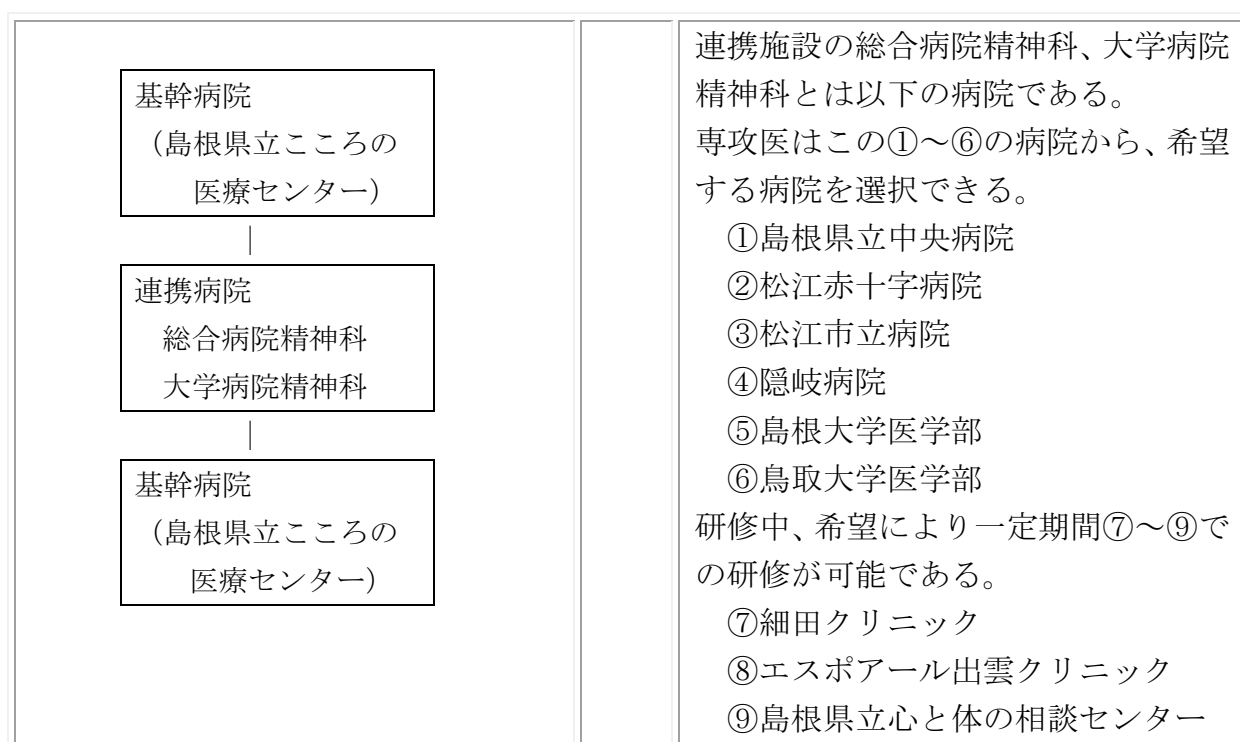 基幹病院
（島根県立こころの
医療センター）
｜
連携病院
総合病院精神科
大学病院精神科
｜
基幹病院
（島根県立こころの
医療センター）
連携施設の総合病院精神科、大学病院
精神科とは以下の病院である。
専攻医はこの①～⑥の病院から、希望
する病院を選択できる。
①島根県立中央病院
②松江赤十字病院
③松江市立病院
④隠岐病院
⑤島根大学医学部
⑥鳥取大学医学部
研修中、希望により一定期間⑦～⑨で
の研修が可能である。
⑦細田クリニック
⑧エスポアール出雲クリニック
⑨島根県立心と体の相談センター